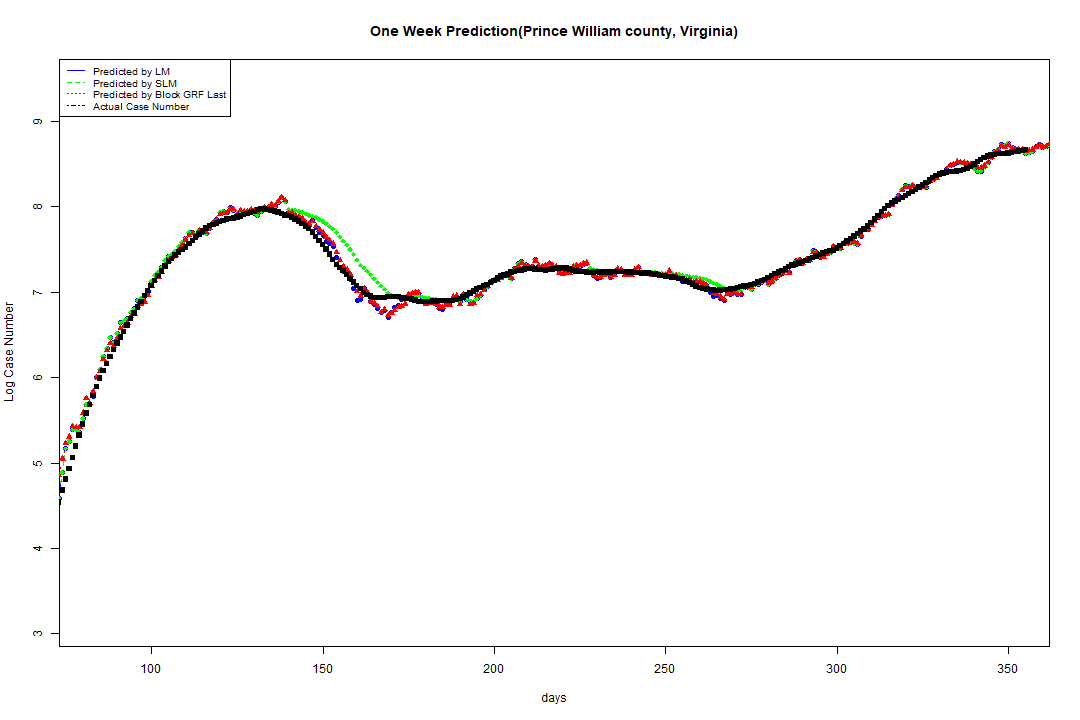 One Week Prediction(Prince William county, Virginia)
Predicted by LM
Predicted by SLM
Predicted by Block GRF Last
Actual Case Number
9
8
7
6
5
4
3
Log Case Number
100 150 200 250 300 350
days